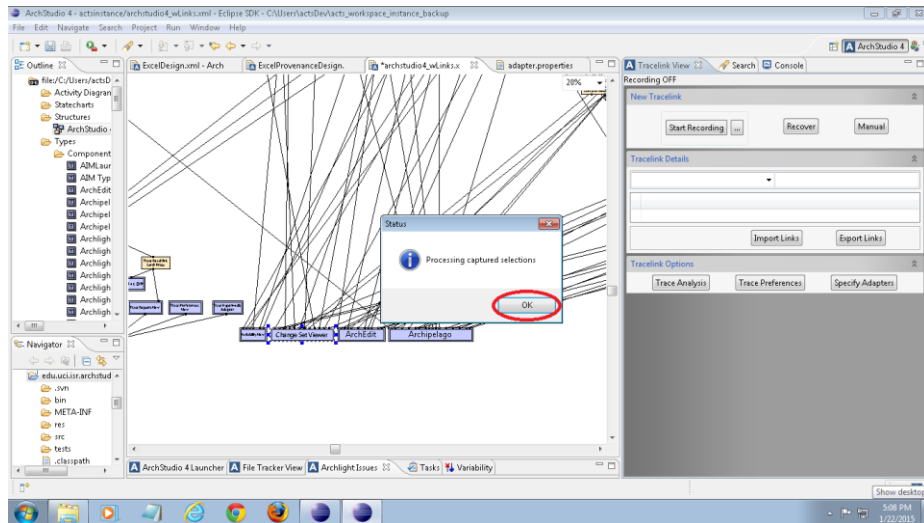 ArchStudio 4 - actsinstance/archstudio4_wLinks.xml - Eclipse SDK - C:\Users\actsDev\acts_workspace_instance_backup
File Edit Navigate Search Project Run Window Help
ArchStudio 4
Outline
ExcelDesign.xml - Arch
ExcelProvenanceDesign.
*archstudio4_wLinks.x
adapter.properties
Tracelink View
Search
Console
file:/C:/Users/actsD
Activity Diagran
Statecharts
Structures
ArchStudio
Types
Component
AIMLaur
AIM Typ
ArchEdit
Archipel
Archipel
Archipel
Archligh
Archligh
Archligh
Archligh
Archligh
Archligh
Archligh
20%
Recording OFF
New Tracelink
Start Recording
...
Recover
Manual
Tracelink Details
Import Links
Export Links
Tracelink Options
Trace Analysis
Trace Preferences
Specify Adapters
Status
Processing captured selections
OK
Change Set Viewer
ArchEdit
Archipelago
Navigator
edu.uci.isr.archstud
.svn
bin
META-INF
res
src
tests
.classpath
ArchStudio 4 Launcher
File Tracker View
Archlight Issues
Tasks
Variability
Show desktop
5:08 PM
1/22/2015